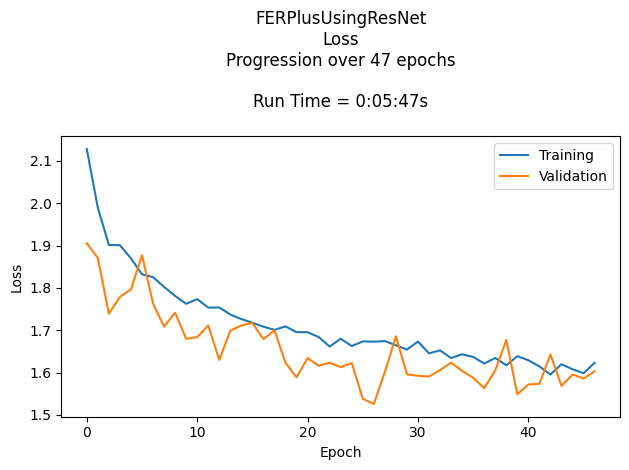 FERPlusUsingResNet
Loss
Progression over 47 epochs
Run Time = 0:05:47s
Training
Validation
2.1
2.0
1.9
1.8
1.7
1.6
1.5
Loss
0
10
20
30
40
Epoch